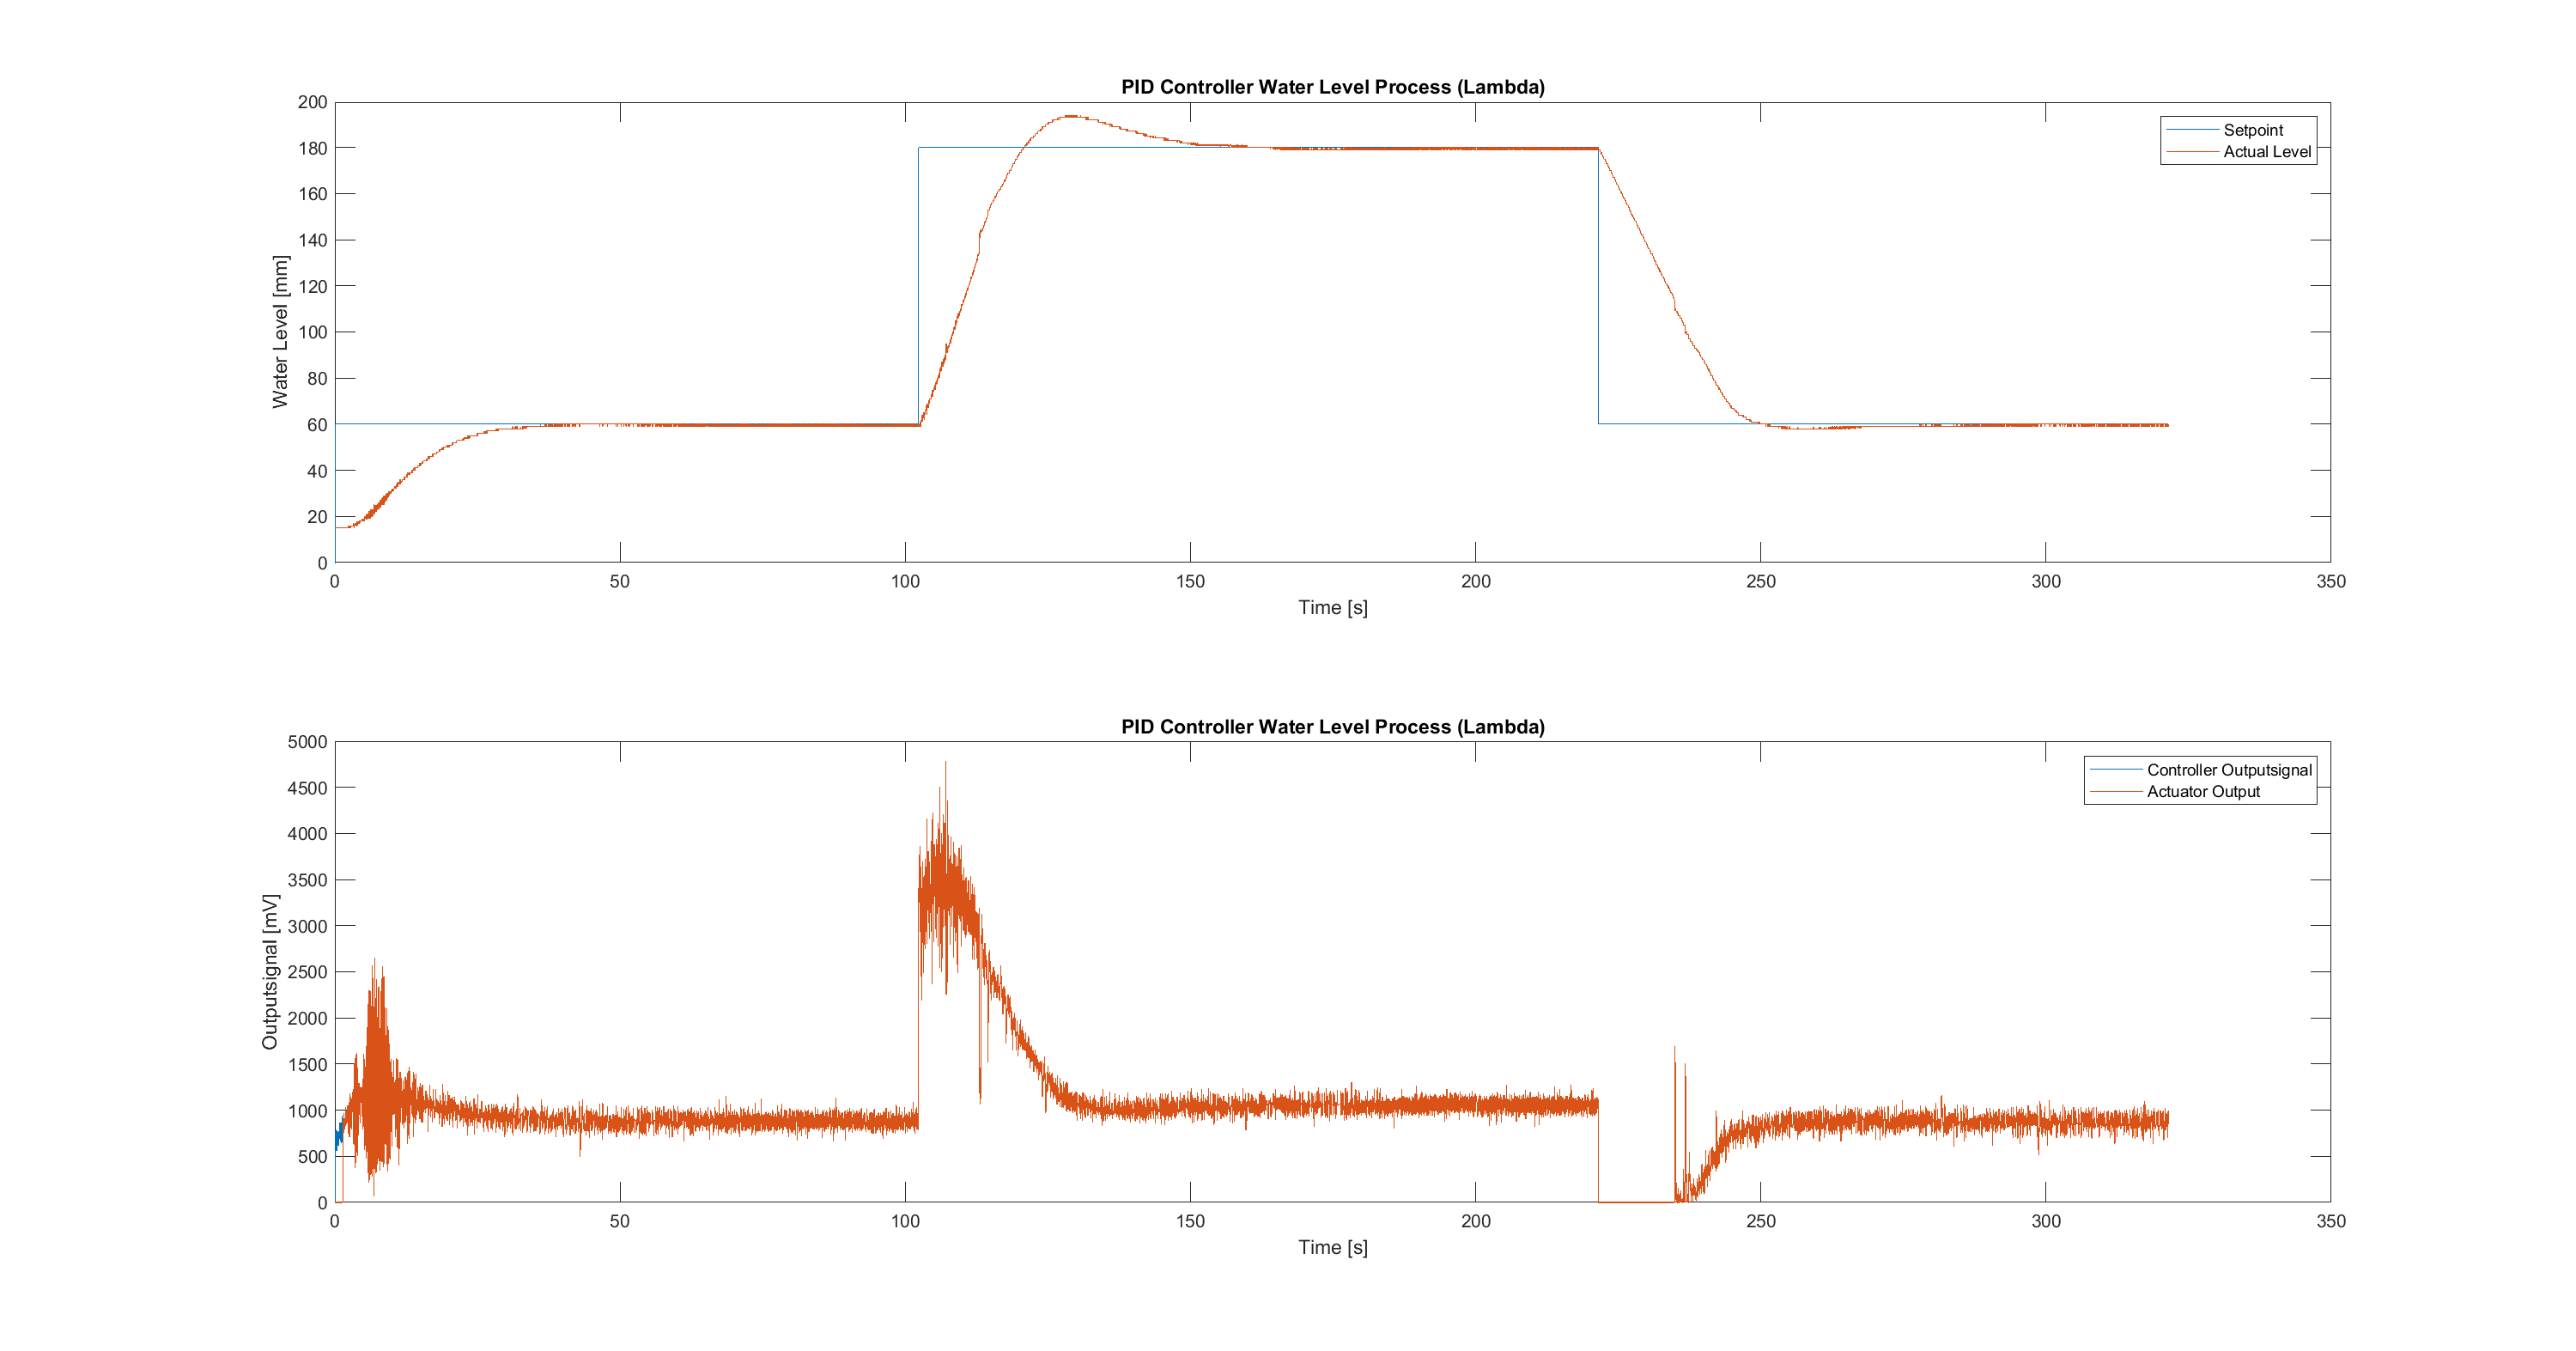 PID Controller Water Level Process (Lambda)
200
180
160
140
120
100
80
60
40
20
0
Water Level [mm]
Setpoint
Actual Level
0 50 100 150 200 250 300 350
Time [s]
PID Controller Water Level Process (Lambda)
5000
4500
4000
3500
3000
2500
2000
1500
1000
500
0
Outputsignal [mV]
Controller Outputsignal
Actuator Output
0 50 100 150 200 250 300 350
Time [s]